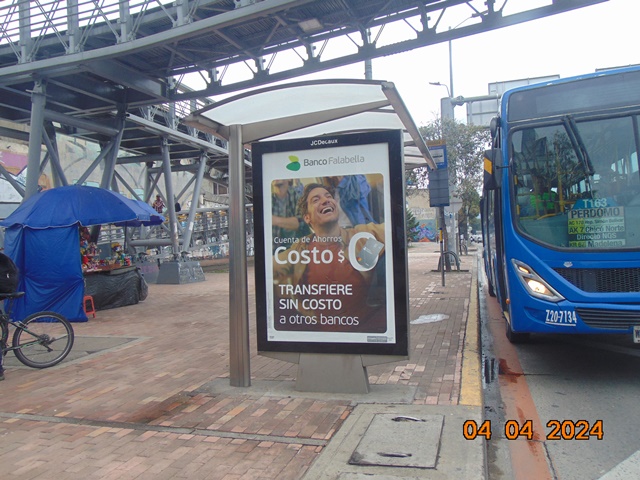 JCDecaux
Banco Falabella
Cuenta de Ahorros
Costo $0
TRANSFIERE
SIN COSTO
a otros bancos
T163
PERDOMO
Z20-7134
04 04 2024